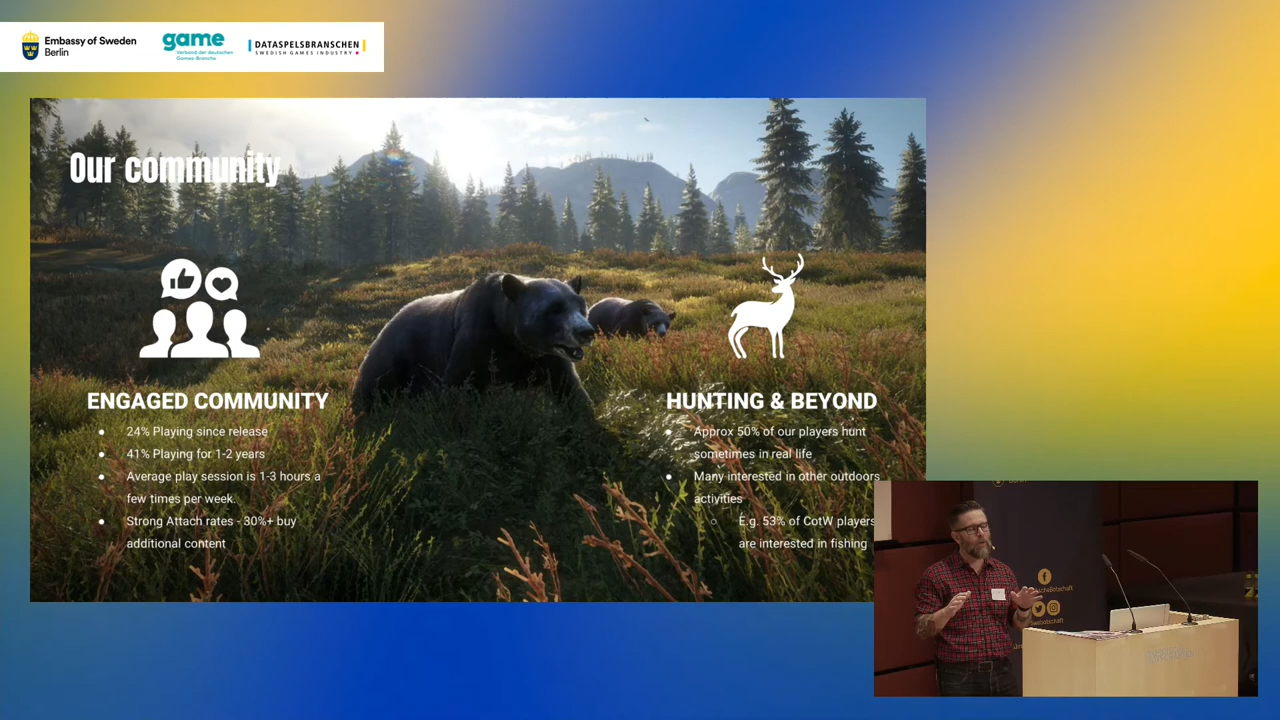 Embassy of Sweden
Berlin
game
Verband der deutschen
Games-Branche
DATASPELSBRANSCHEN
SWEDISH GAMES INDUSTRY
Our community
ENGAGED COMMUNITY
● 24% Playing since release
● 41% Playing for 1-2 years
● Average play session is 1-3 hours a
few times per week.
● Strong Attach rates - 30%+ buy
additional content
HUNTING & BEYOND
● Approx 50% of our players hunt
sometimes in real life
● Many interested in other outdoors
activities
○ E.g. 53% of CotW players
are interested in fishing